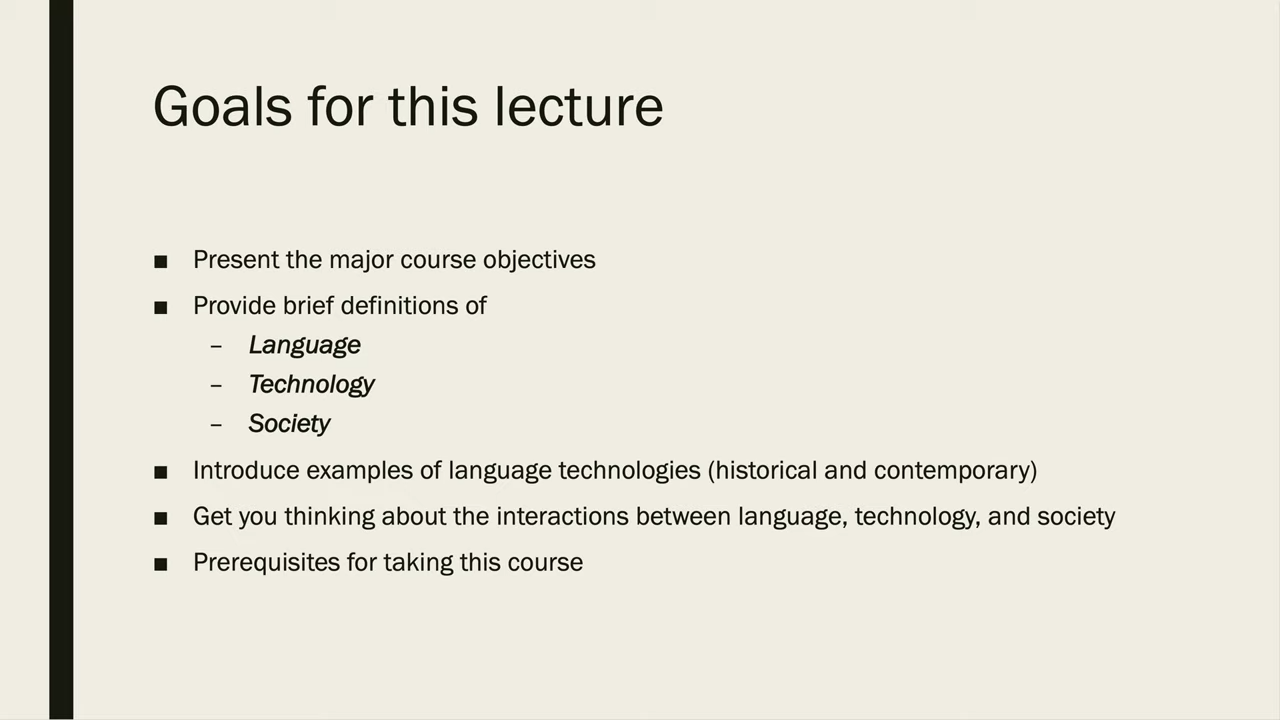 Goals for this lecture
■ Present the major course objectives
■ Provide brief definitions of
– Language
– Technology
– Society
■ Introduce examples of language technologies (historical and contemporary)
■ Get you thinking about the interactions between language, technology, and society
■ Prerequisites for taking this course